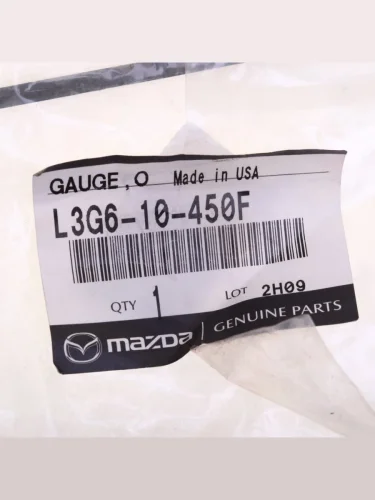 GAUGE,O Made in USA
L3G6-10-450F
QTY 1 LOT 2H09
mazda GENUINE PARTS